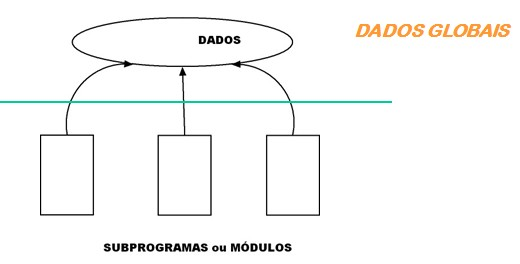 DADOS GLOBAIS
DADOS
SUBPROGRAMAS ou MÓDULOS